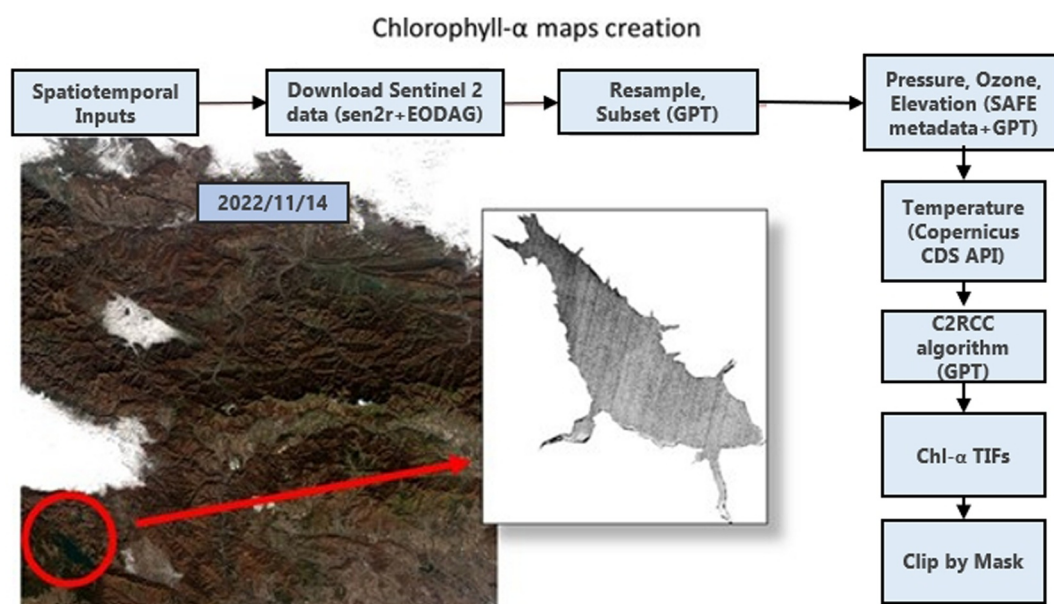 Chlorophyll-α maps creation
Spatiotemporal
Inputs
Download Sentinel 2
data (sen2r+EODAG)
Resample,
Subset (GPT)
Pressure, Ozone,
Elevation (SAFE
metadata+GPT)
2022/11/14
Temperature
(Copernicus
CDS API)
C2RCC
algorithm
(GPT)
Chl-α TIFs
Clip by Mask